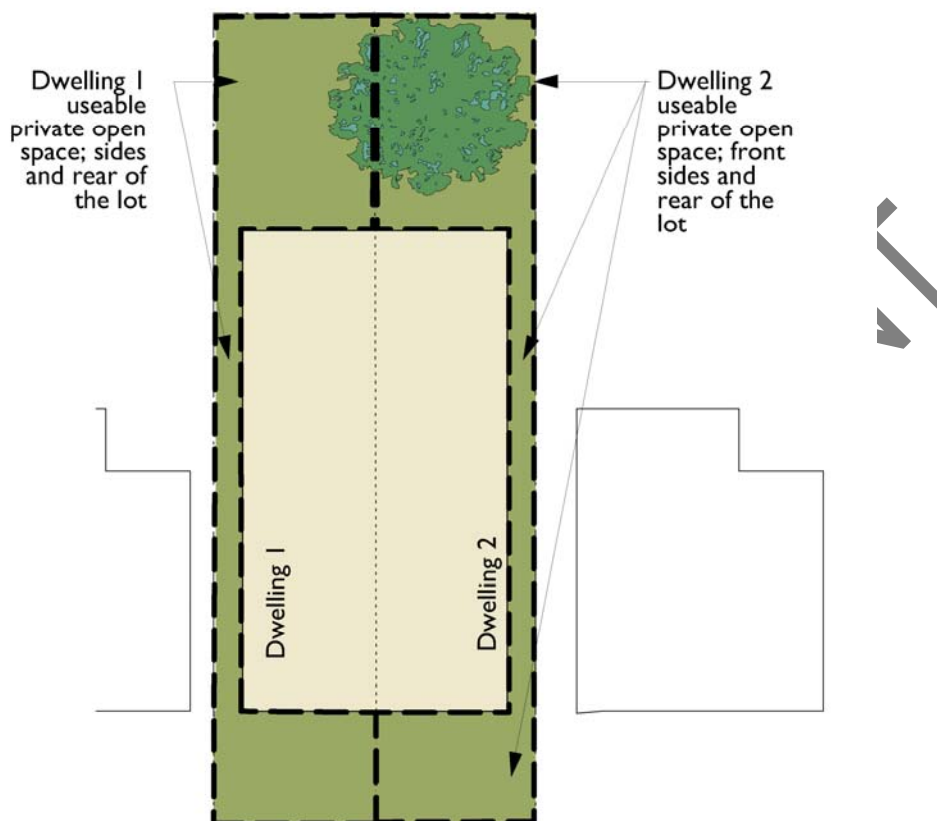 Dwelling 1
useable
private open
space; sides
and rear of
the lot
Dwelling 2
useable
private open
space; front
sides and
rear of the
lot
Dwelling 1
Dwelling 2